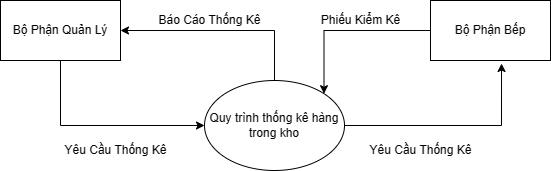 Báo Cáo Thống Kê
Phiếu Kiểm Kê
Bộ Phận Quản Lý
Bộ Phận Bếp
Quy trình thống kê hàng
trong kho
Yêu Cầu Thống Kê
Yêu Cầu Thống Kê